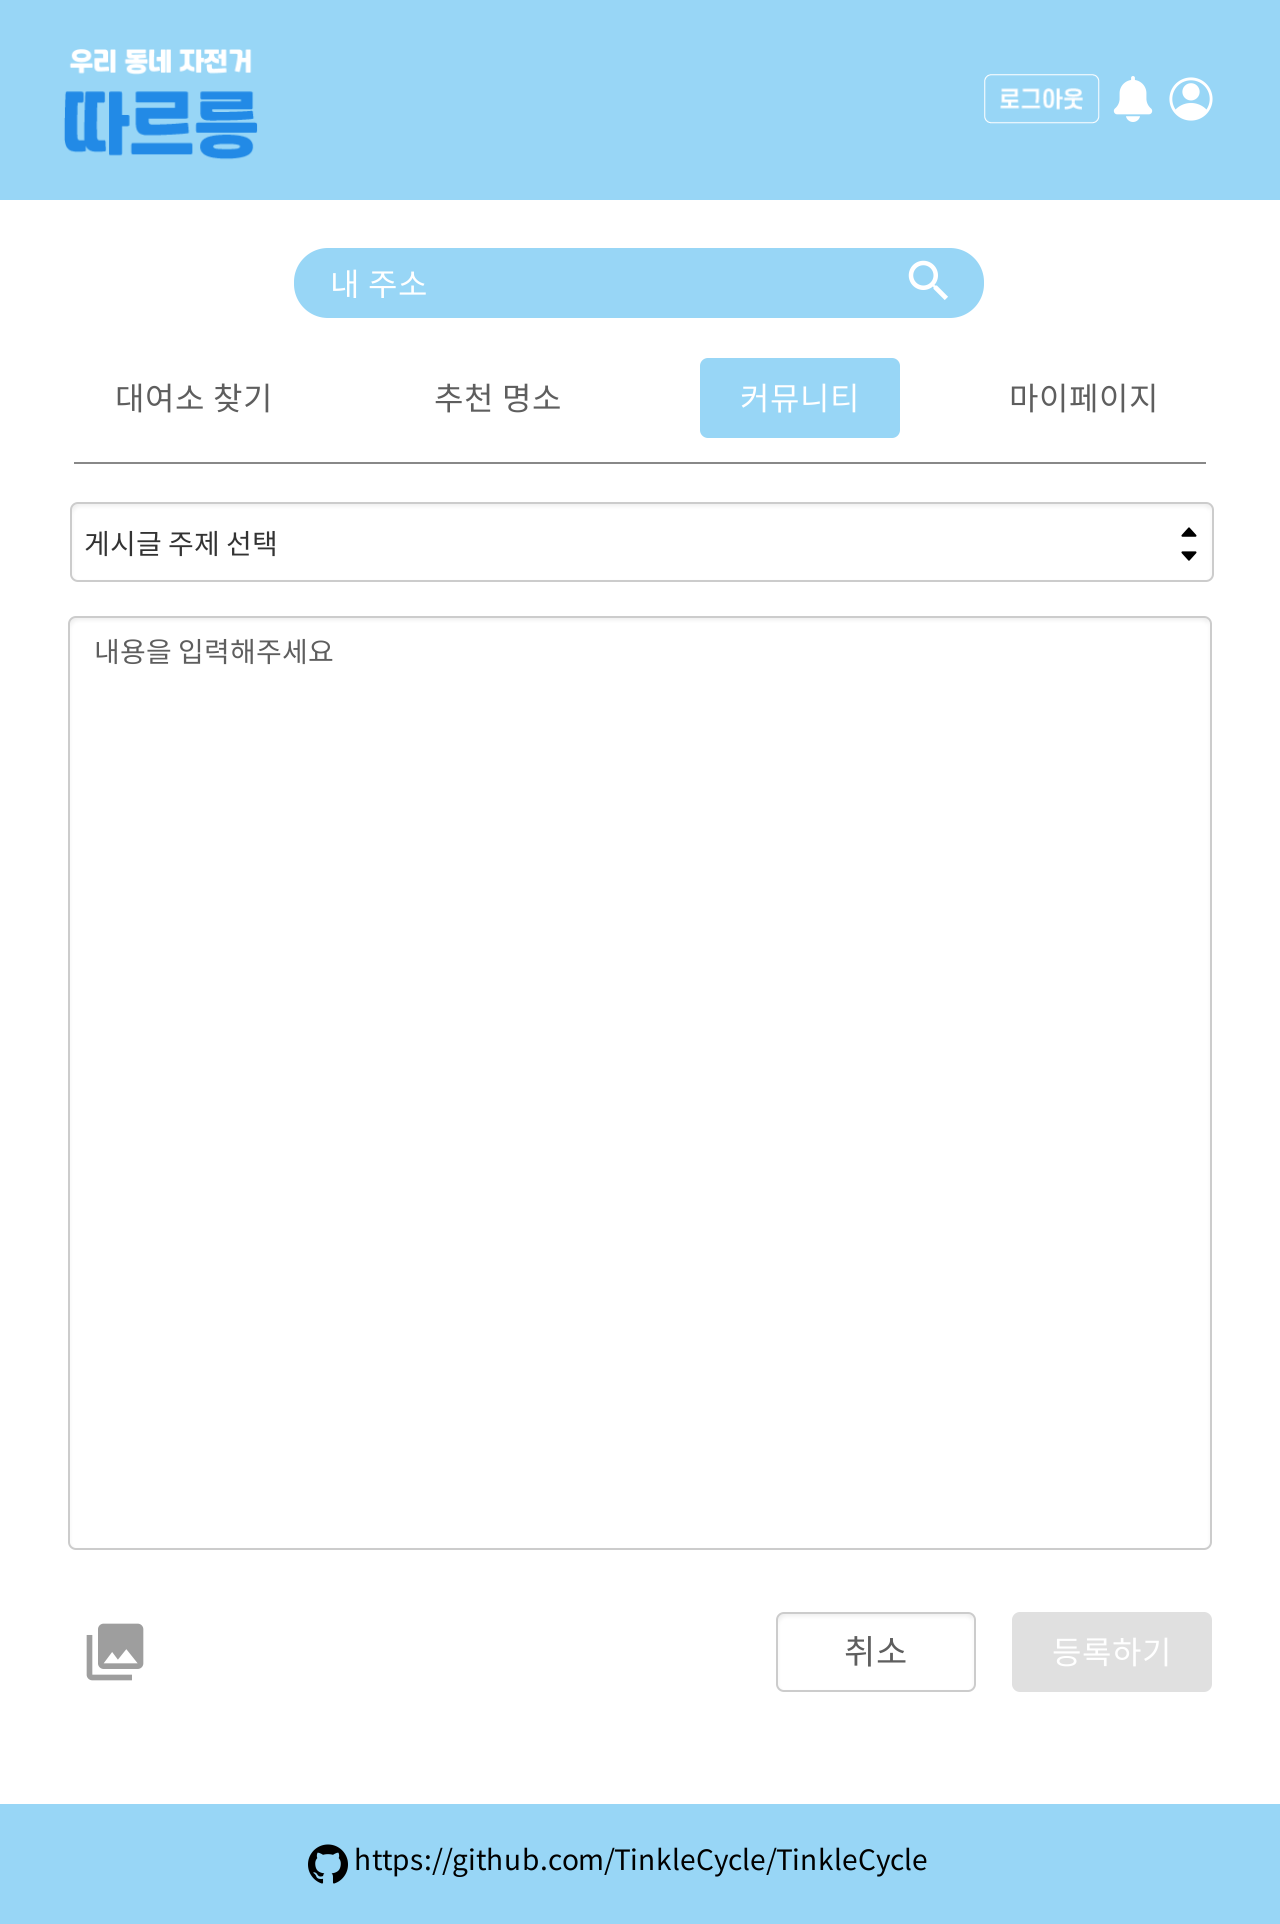 우리 동네 자전거
따르릉
로그아웃
내 주소
대여소 찾기
추천 명소
커뮤니티
마이페이지
게시글 주제 선택
내용을 입력해주세요
취소
등록하기
https://github.com/TinkleCycle/TinkleCycle